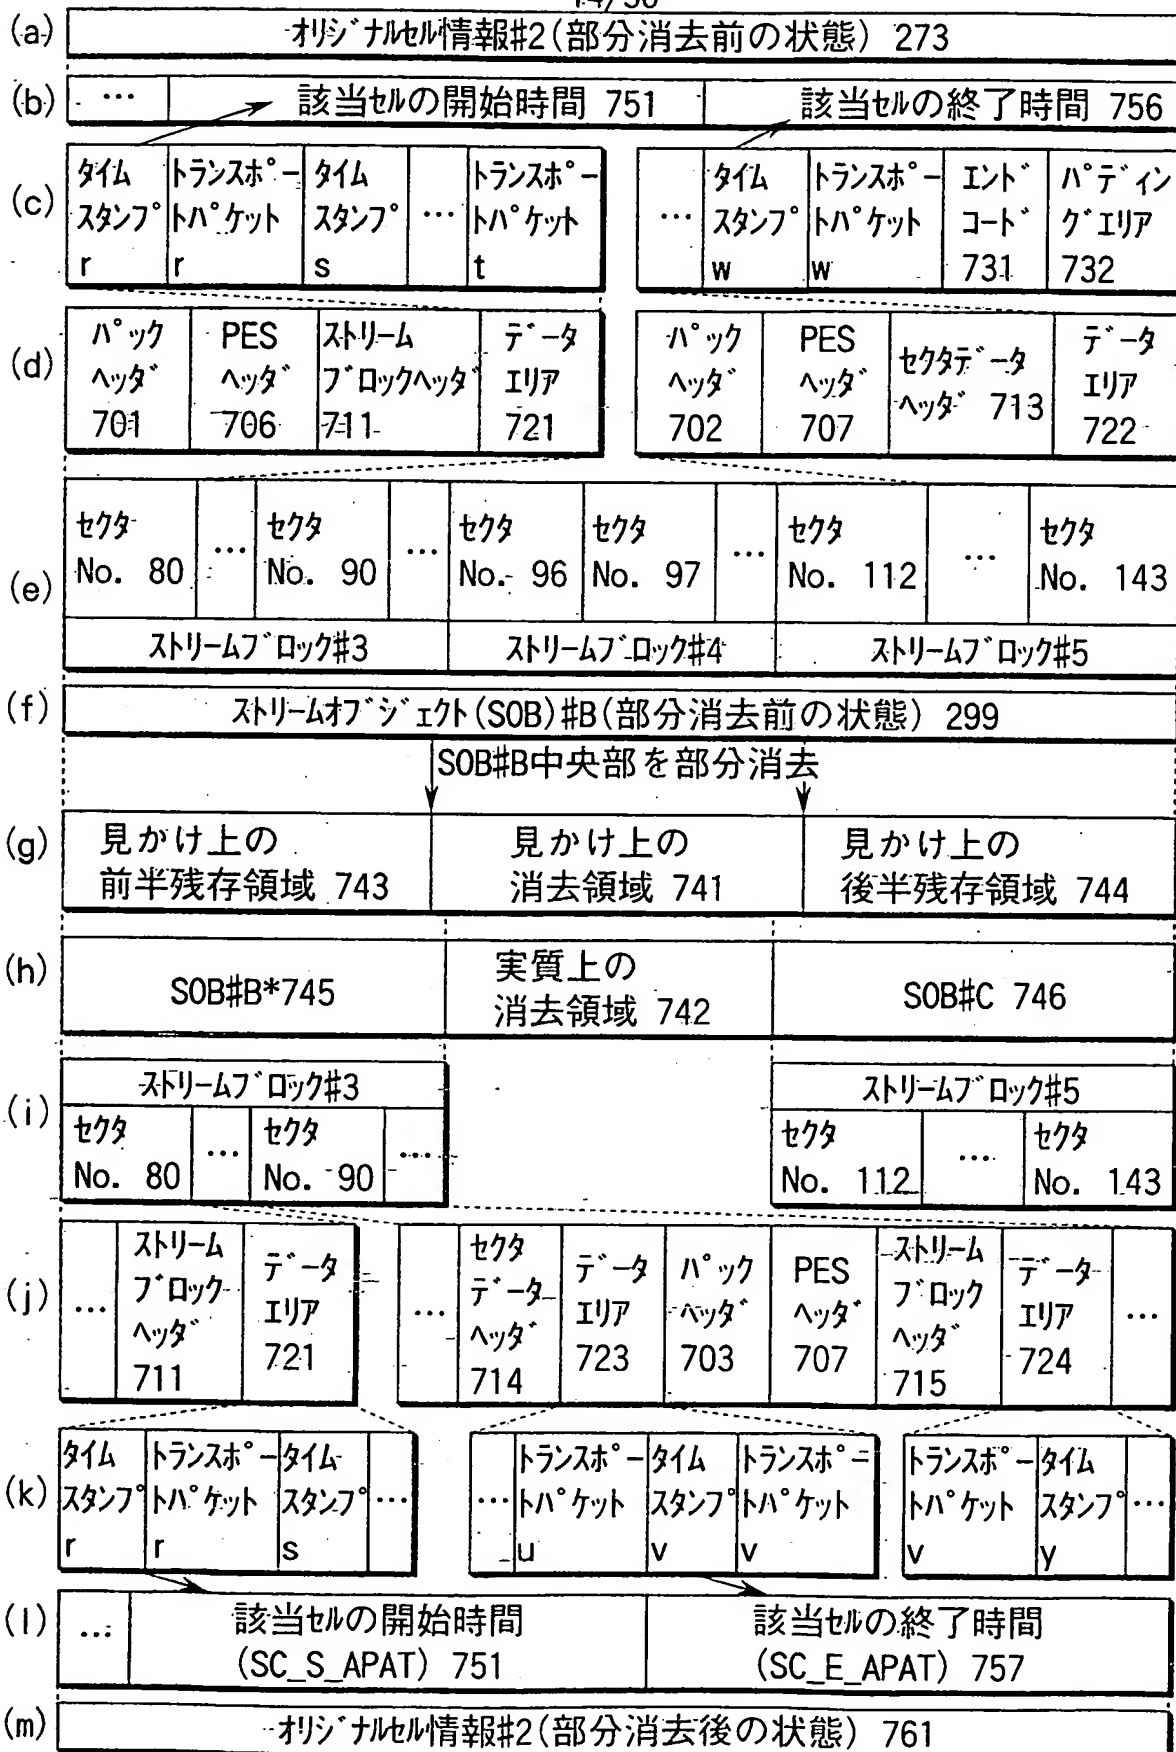 (a) オリジナルセル情報#2(部分消去前の状態) 273
(b) … 該当セルの開始時間 751 該当セルの終了時間 756
(c)
タイム
スタンプ
r
トランスポー
トパケット
r
タイム
スタンプ
s
…
トランスポー
トパケット
t
…
タイム
スタンプ
w
トランスポー
トパケット
w
エンド
コード
731
パディン
グエリア
732
(d)
パック
ヘッダ
701
PES
ヘッダ
706
ストリーム
ブロックヘッダ
711
データ
エリア
721
パック
ヘッダ
702
PES
ヘッダ
707
セクタデータ
ヘッダ 713
データ
エリア
722
(e)
セクタ
No. 80
…
セクタ
No. 90
…
セクタ
No. 96
セクタ
No. 97
…
セクタ
No. 112
…
セクタ
No. 143
ストリームブロック#3 ストリームブロック#4 ストリームブロック#5
(f) ストリームオブジェクト(SOB)#B(部分消去前の状態) 299
SOB#B中央部を部分消去
(g)
見かけ上の
前半残存領域 743
見かけ上の
消去領域 741
見かけ上の
後半残存領域 744
(h)
SOB#B*745
実質上の
消去領域 742
SOB#C 746
(i)
ストリームブロック#3
セクタ
No. 80
…
セクタ
No. 90
…
ストリームブロック#5
セクタ
No. 112
…
セクタ
No. 143
(j)
…
ストリーム
ブロック
ヘッダ
711
データ
エリア
721
…
セクタ
データ
ヘッダ
714
データ
エリア
723
パック
ヘッダ
703
PES
ヘッダ
707
ストリーム
ブロック
ヘッダ
715
データ
エリア
724
…
(k)
タイム
スタンプ
r
トランスポー
トパケット
r
タイム
スタンプ
s
…
…
トランスポー
トパケット
u
タイム
スタンプ
v
トランスポー
トパケット
v
トランスポー
トパケット
v
タイム
スタンプ
y
…
(l)
…
該当セルの開始時間
(SC_S_APAT) 751
該当セルの終了時間
(SC_E_APAT) 757
(m) オリジナルセル情報#2(部分消去後の状態) 761